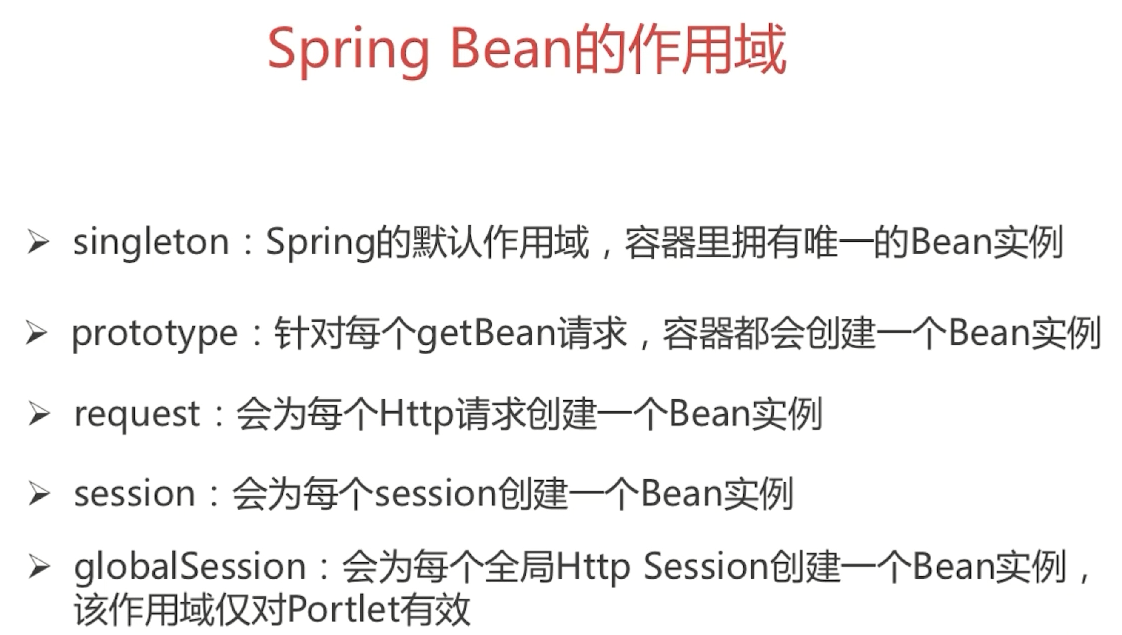 Spring Bean的作用域
➢ singleton：Spring的默认作用域，容器里拥有唯一的Bean实例
➢ prototype：针对每个getBean请求，容器都会创建一个Bean实例
➢ request：会为每个Http请求创建一个Bean实例
➢ session：会为每个session创建一个Bean实例
➢ globalSession：会为每个全局Http Session创建一个Bean实例，
该作用域仅对Portlet有效